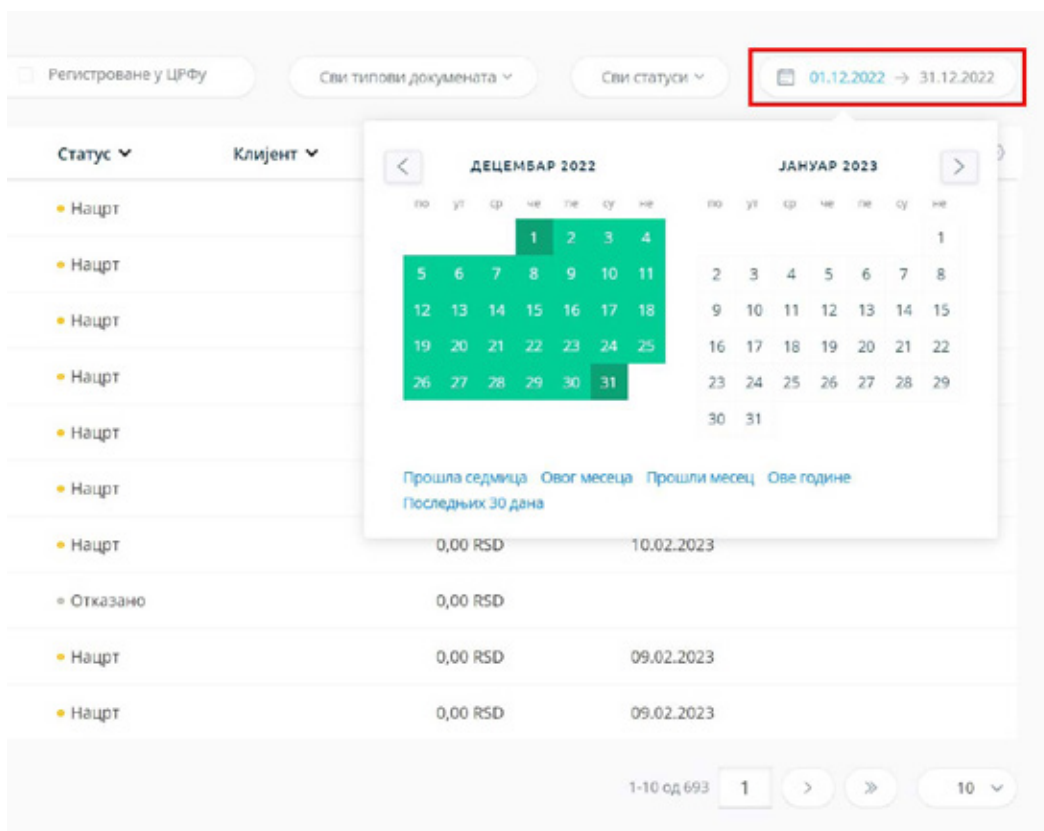 Регистроване у ЦРФу Сви типови докумената Сви статуси 01.12.2022 → 31.12.2022
Статус Клијент
ДЕЦЕМБАР 2022 ЈАНУАР 2023
по ут ср че пе су не по ут ср че пе су не
1 2 3 4 1
5 6 7 8 9 10 11 2 3 4 5 6 7 8
12 13 14 15 16 17 18 9 10 11 12 13 14 15
19 20 21 22 23 24 25 16 17 18 19 20 21 22
26 27 28 29 30 31 23 24 25 26 27 28 29
30 31
Прошла седмица Овог месеца Прошли месец Ове године
Последњих 30 дана
Нацрт
Нацрт
Нацрт
Нацрт
Нацрт
Нацрт
Нацрт 0,00 RSD 10.02.2023
Отказано 0,00 RSD
Нацрт 0,00 RSD 09.02.2023
Нацрт 0,00 RSD 09.02.2023
1-10 од 693 1 > » 10